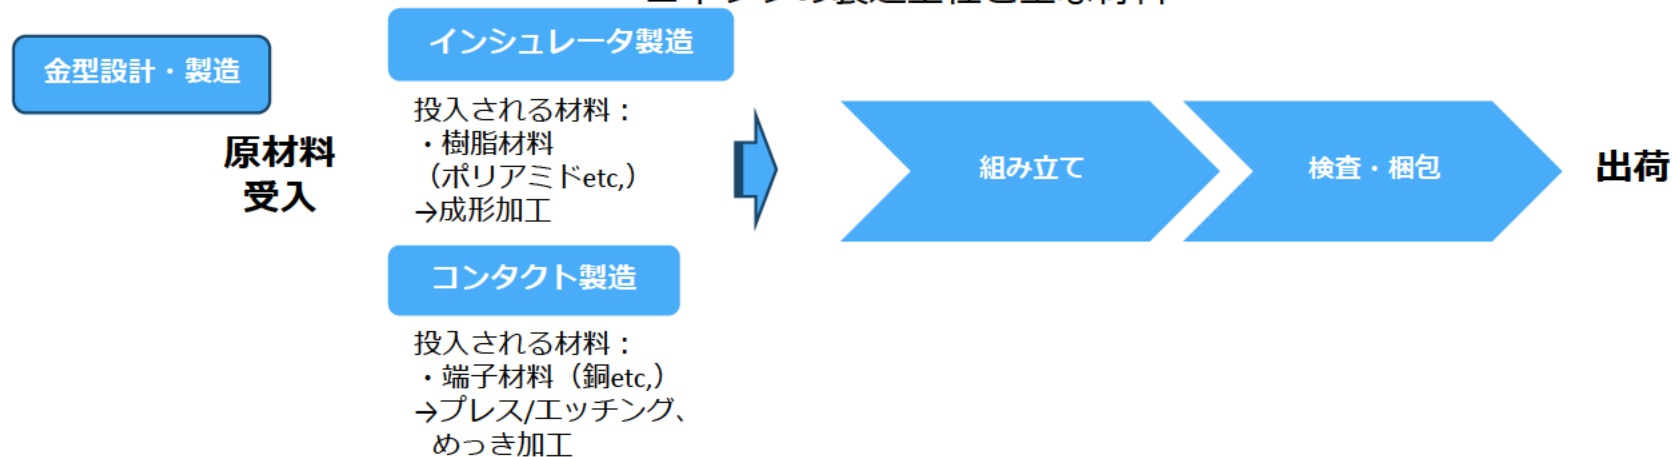 金型設計・製造
原材料
受入
インシュレータ製造
投入される材料：
・樹脂材料
（ポリアミドetc,）
→成形加工
コンタクト製造
投入される材料：
・端子材料（銅etc,）
→プレス/エッチング、
めっき加工
組み立て
検査・梱包
出荷